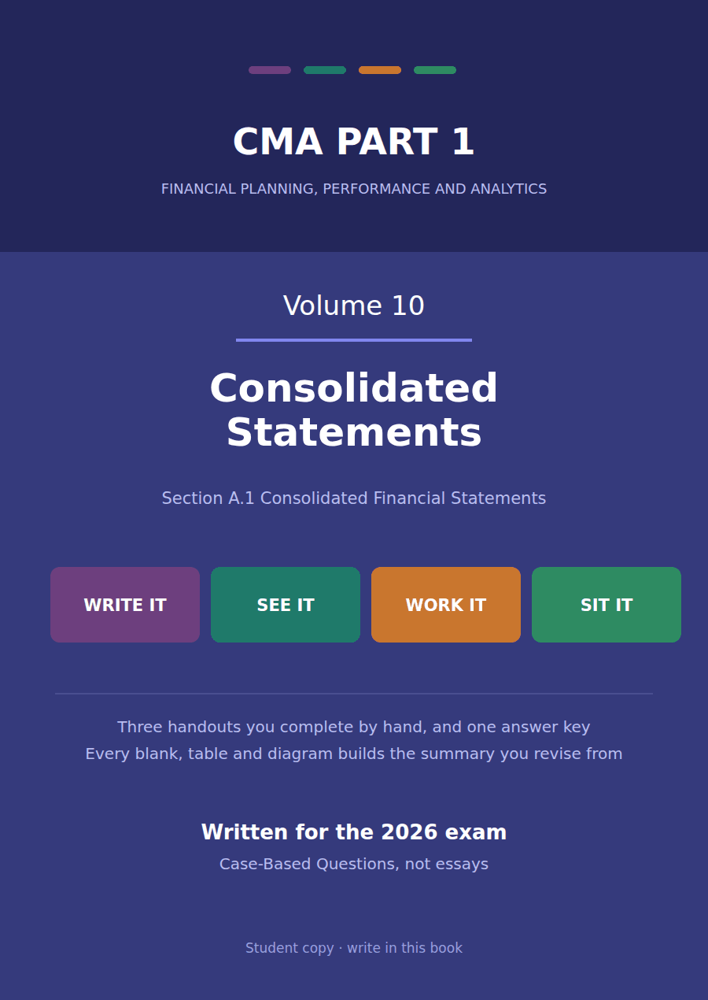 CMA PART 1
FINANCIAL PLANNING, PERFORMANCE AND ANALYTICS
Volume 10
Consolidated
Statements
Section A.1 Consolidated Financial Statements
WRITE IT
SEE IT
WORK IT
SIT IT
Three handouts you complete by hand, and one answer key
Every blank, table and diagram builds the summary you revise from
Written for the 2026 exam
Case-Based Questions, not essays
Student copy · write in this book